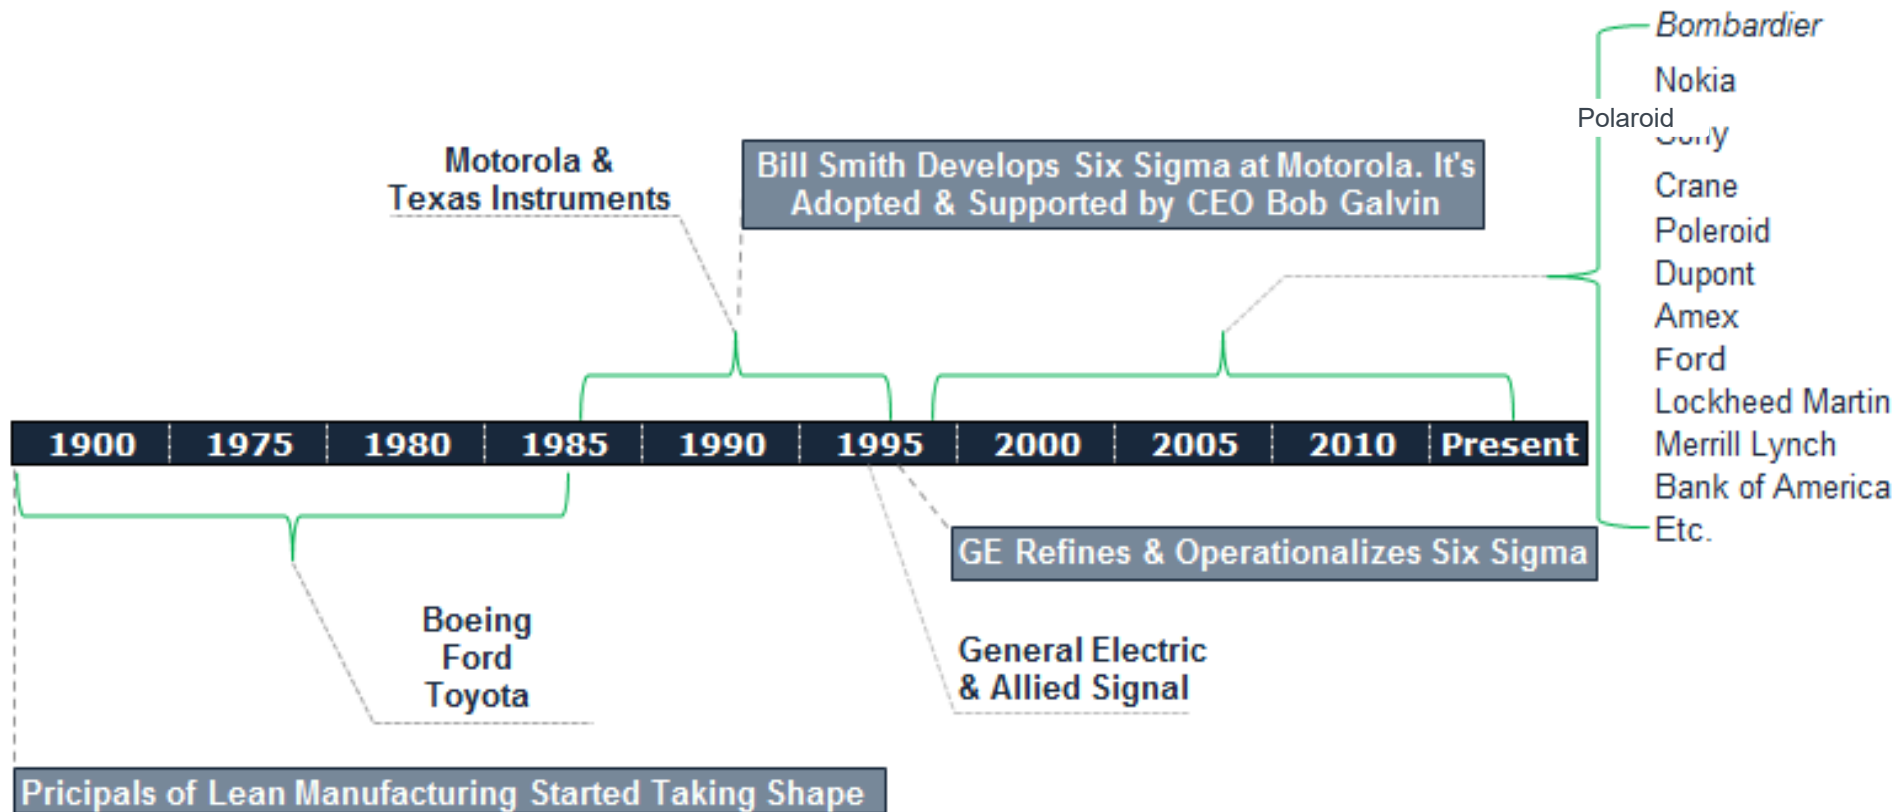 Bombardier
Nokia
Polaroid
Crane
Poleroid
Dupont
Amex
Ford
Lockheed Martin
Merrill Lynch
Bank of America
Etc.
Motorola &
Texas Instruments
Bill Smith Develops Six Sigma at Motorola. It's
Adopted & Supported by CEO Bob Galvin
1900 1975 1980 1985 1990 1995 2000 2005 2010 Present
GE Refines & Operationalizes Six Sigma
Boeing
Ford
Toyota
General Electric
& Allied Signal
Pricipals of Lean Manufacturing Started Taking Shape